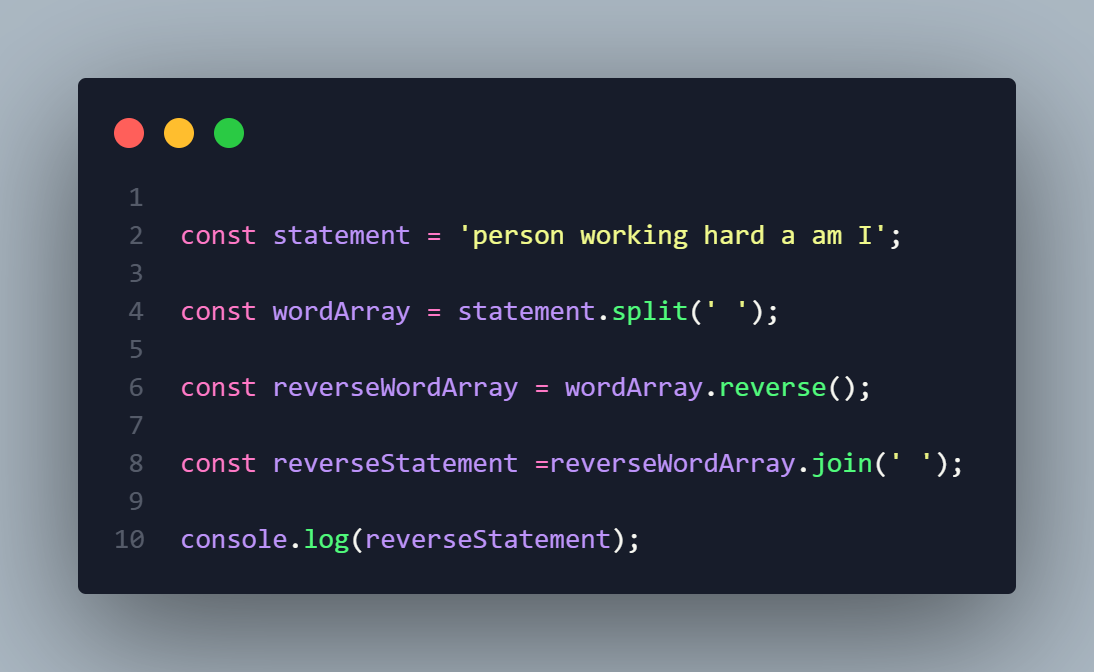 1
2 const statement = 'person working hard a am I';
3
4 const wordArray = statement.split(' ');
5
6 const reverseWordArray = wordArray.reverse();
7
8 const reverseStatement =reverseWordArray.join(' ');
9
10 console.log(reverseStatement);